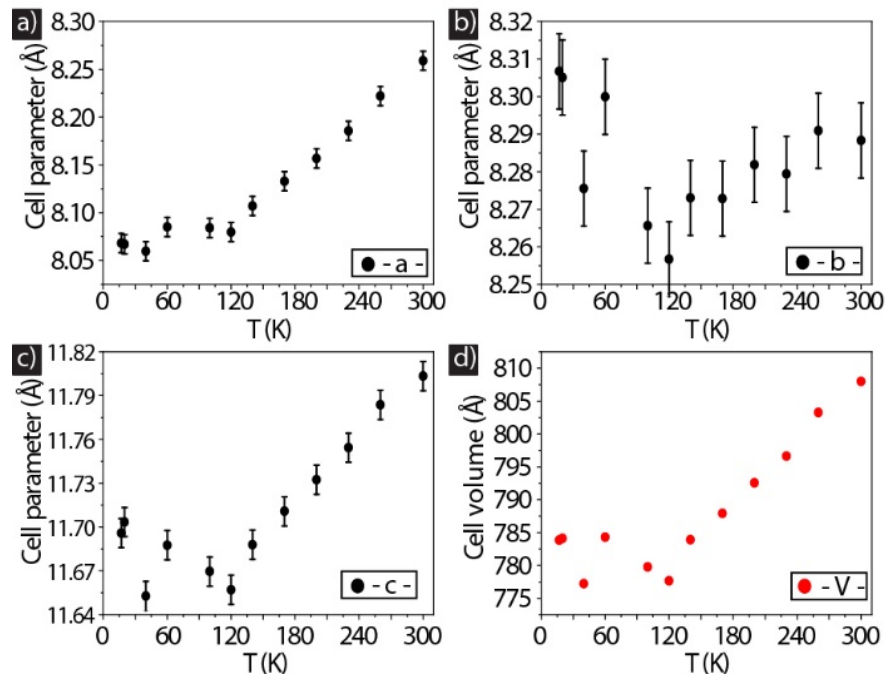 a)
Cell parameter (Å)
8.30
8.25
8.20
8.15
8.10
8.05
0 60 120 180 240 300
T (K)
- a -
b)
Cell parameter (Å)
8.33
8.32
8.31
8.30
8.29
8.28
8.27
8.26
8.25
0 60 120 180 240 300
T (K)
- b -
c)
Cell parameter (Å)
11.82
11.79
11.76
11.73
11.70
11.67
11.64
0 60 120 180 240 300
T (K)
- c -
d)
Cell volume (Å)
810
805
800
795
790
785
780
775
0 60 120 180 240 300
T (K)
- V -